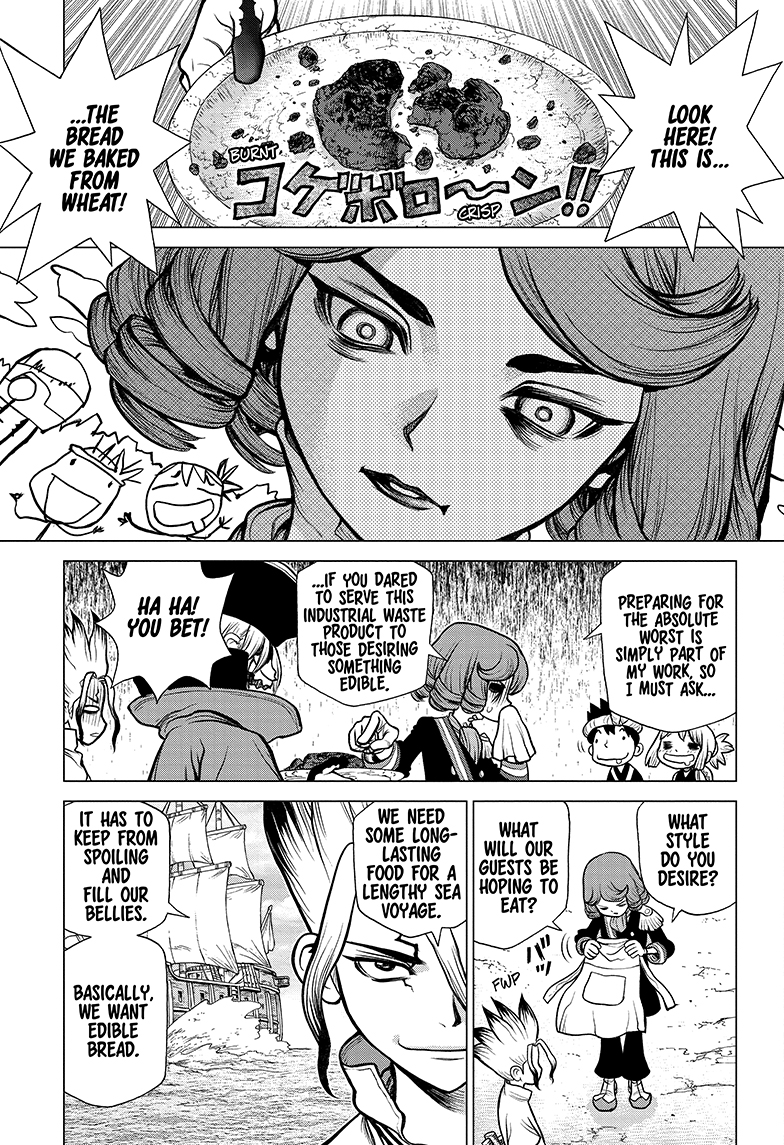 LOOK
HERE!
THIS IS...
...THE
BREAD
WE BAKED
FROM
WHEAT!
BURNT
コゲボロ〜ン!!
CRISP
PREPARING FOR
THE ABSOLUTE
WORST IS
SIMPLY PART OF
MY WORK, SO
I MUST ASK...
...IF YOU DARED
TO SERVE THIS
INDUSTRIAL WASTE
PRODUCT TO
THOSE DESIRING
SOMETHING
EDIBLE.
HA HA!
YOU BET!
WHAT
STYLE
DO YOU
DESIRE?
WHAT
WILL OUR
GUESTS BE
HOPING TO
EAT?
バッ
FWP
WE NEED
SOME LONG-
LASTING
FOOD FOR A
LENGTHY SEA
VOYAGE.
IT HAS TO
KEEP FROM
SPOILING
AND
FILL OUR
BELLIES.
BASICALLY,
WE WANT
EDIBLE
BREAD.